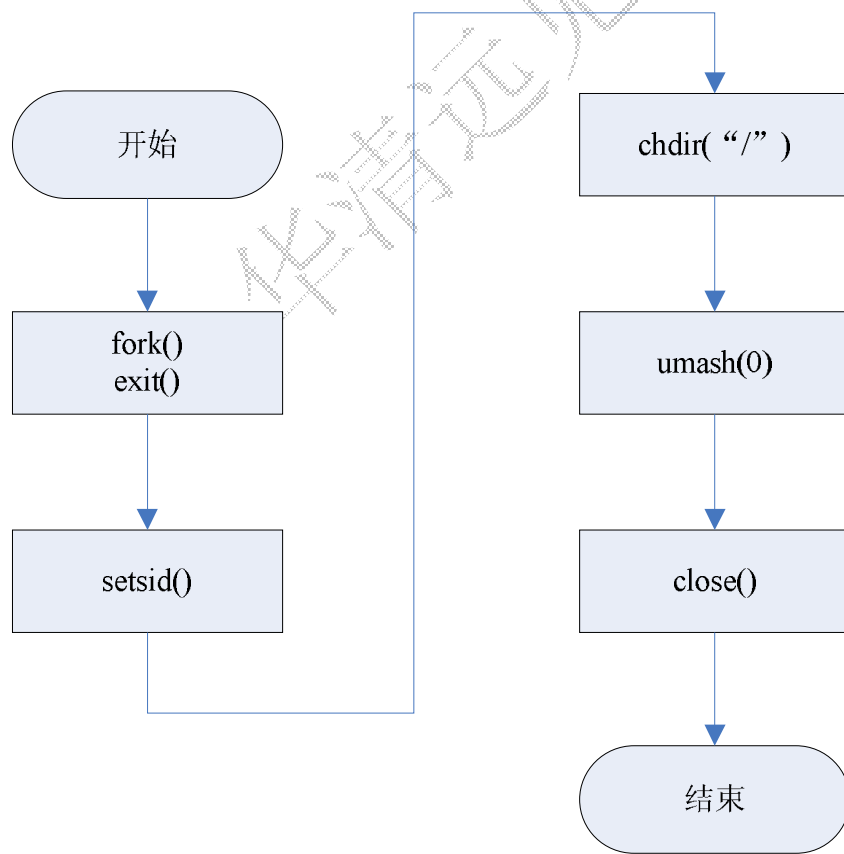 开始
fork()
exit()
setsid()
chdir(“/”)
umash(0)
close()
结束
华清远见